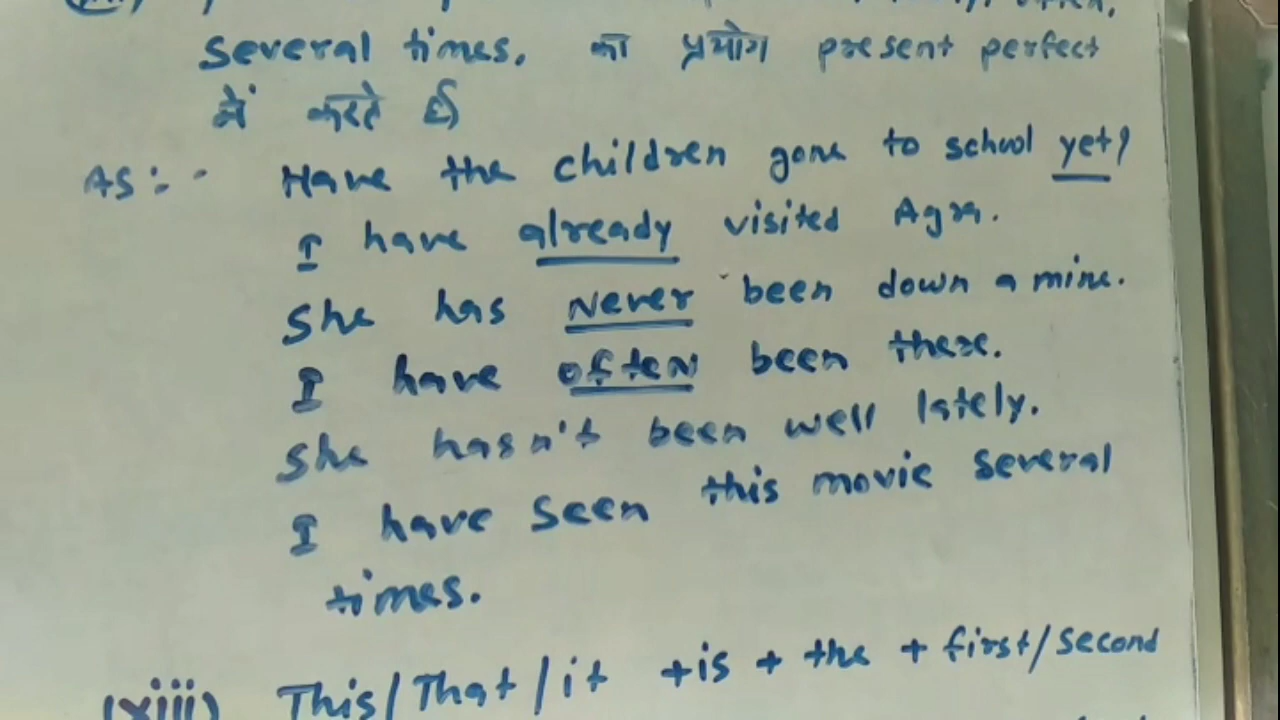 often,
several times. का प्रयोग present perfect
में करते हैं
AS:- Have the children gone to school yet?
I have already visited Agra.
She has Never been down a mine.
I have often been there.
She hasn't been well lately.
I have seen this movie several
times.
(xiii) This/That/it +is + the + first/second